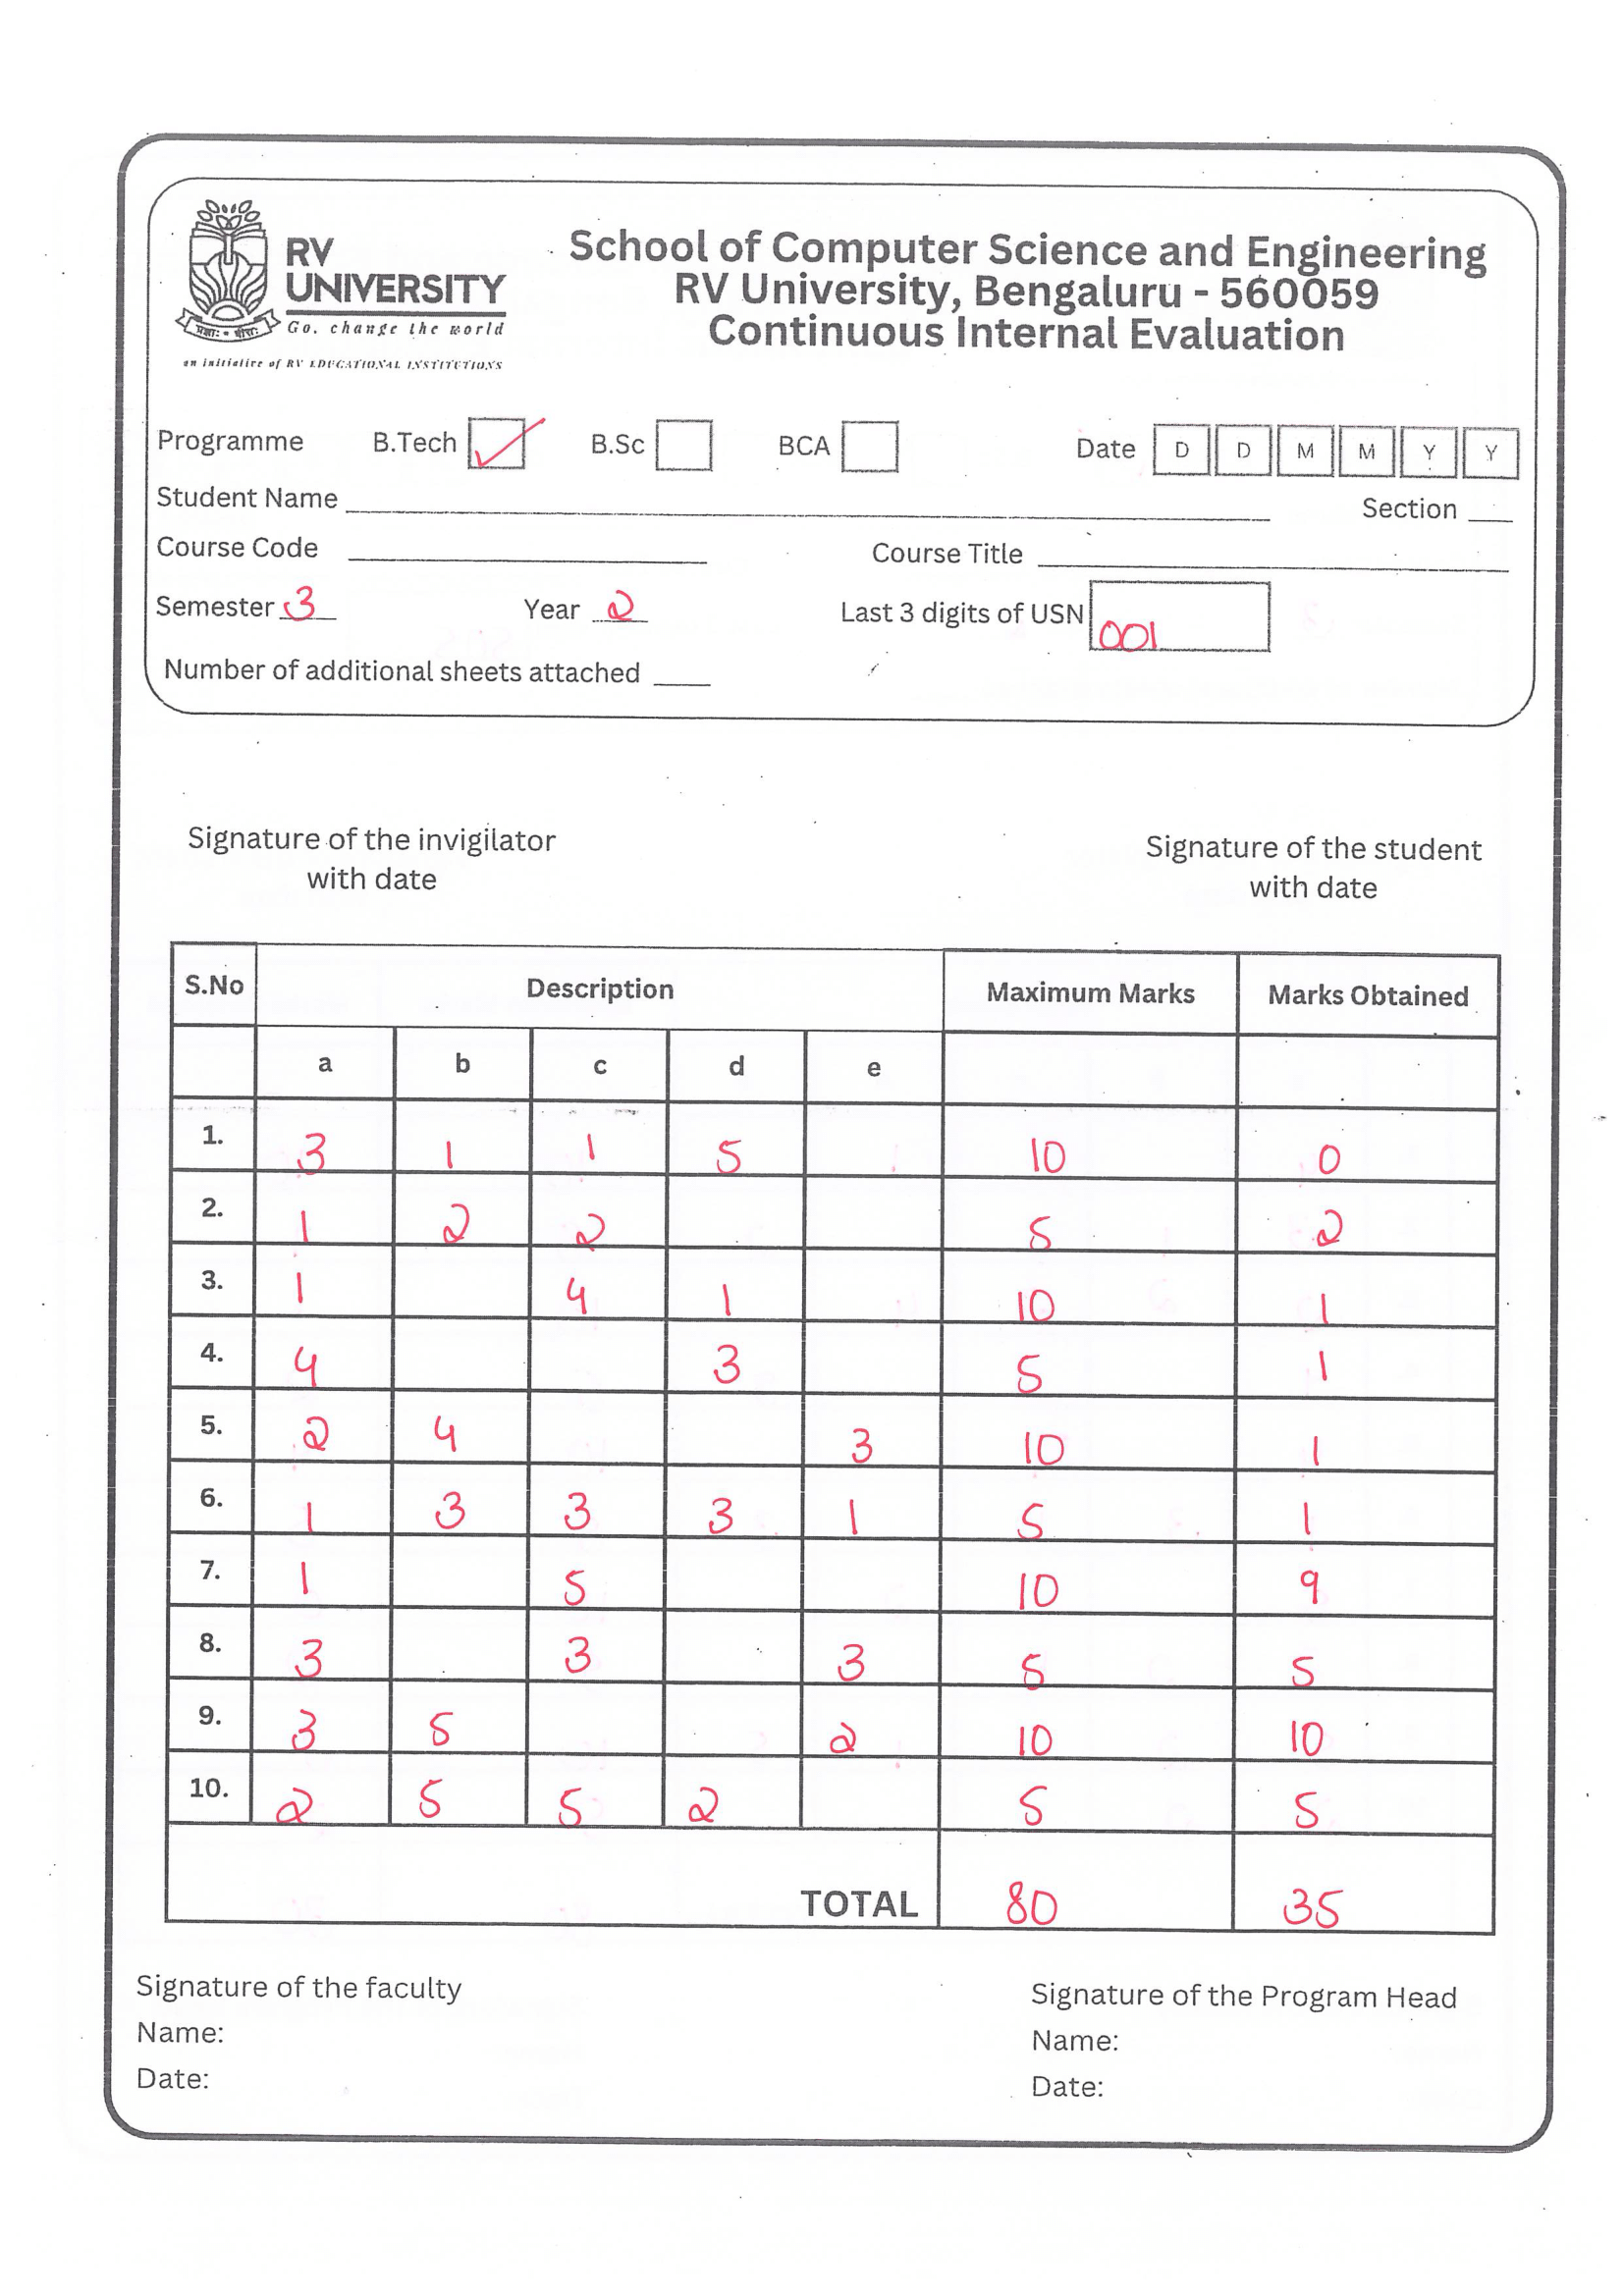 RV
UNIVERSITY
Go, change the world
an initiative of RV EDUCATIONAL INSTITUTIONS
School of Computer Science and Engineering
RV University, Bengaluru - 560059
Continuous Internal Evaluation
Programme B.Tech ✓ B.Sc BCA Date D D M M Y Y
Student Name Section
Course Code Course Title
Semester 3 Year 2 Last 3 digits of USN 001
Number of additional sheets attached
Signature of the invigilator
with date
Signature of the student
with date
S.No Description Maximum Marks Marks Obtained
a b c d e
1. 3 1 1 5 10 0
2. 1 2 2 5 2
3. 1 4 1 10 1
4. 4 3 5 1
5. 2 4 3 10 1
6. 1 3 3 3 1 5 1
7. 1 5 10 9
8. 3 3 3 5 5
9. 3 5 2 10 10
10. 2 5 5 2 5 5
TOTAL 80 35
Signature of the faculty
Name:
Date:
Signature of the Program Head
Name:
Date: